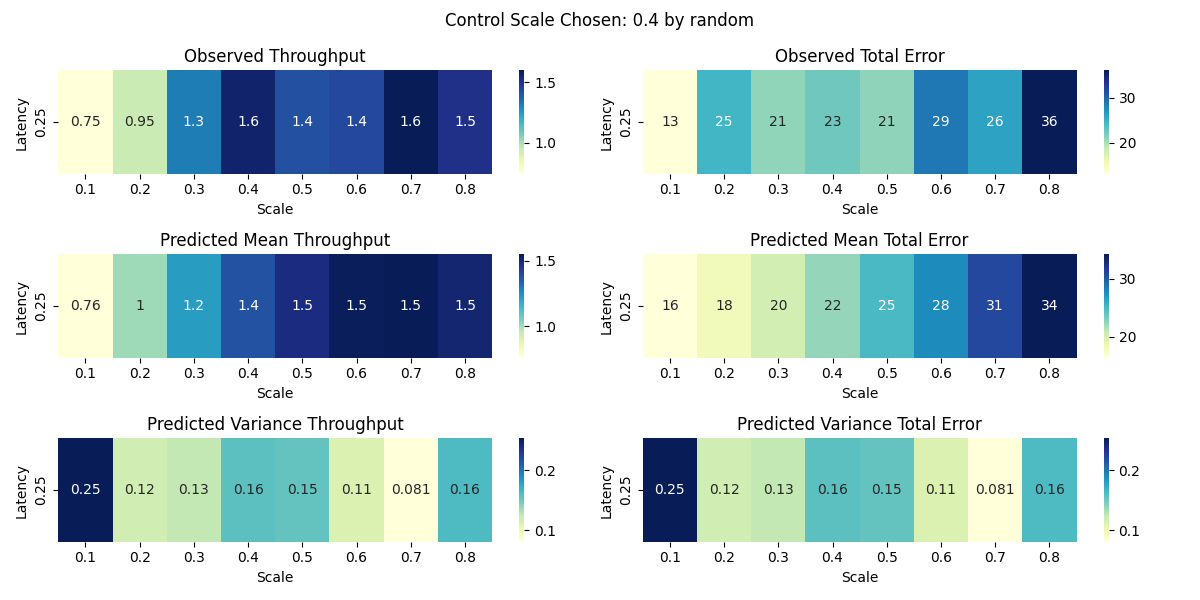 Control Scale Chosen: 0.4 by random
Observed Throughput
Latency
0.25
0.75 0.95 1.3 1.6 1.4 1.4 1.6 1.5
1.5
1.0
0.1 0.2 0.3 0.4 0.5 0.6 0.7 0.8
Scale
Observed Total Error
Latency
0.25
13 25 21 23 21 29 26 36
30
20
0.1 0.2 0.3 0.4 0.5 0.6 0.7 0.8
Scale
Predicted Mean Throughput
Latency
0.25
0.76 1 1.2 1.4 1.5 1.5 1.5 1.5
1.5
1.0
0.1 0.2 0.3 0.4 0.5 0.6 0.7 0.8
Scale
Predicted Mean Total Error
Latency
0.25
16 18 20 22 25 28 31 34
30
20
0.1 0.2 0.3 0.4 0.5 0.6 0.7 0.8
Scale
Predicted Variance Throughput
Latency
0.25
0.25 0.12 0.13 0.16 0.15 0.11 0.081 0.16
0.2
0.1
0.1 0.2 0.3 0.4 0.5 0.6 0.7 0.8
Scale
Predicted Variance Total Error
Latency
0.25
0.25 0.12 0.13 0.16 0.15 0.11 0.081 0.16
0.2
0.1
0.1 0.2 0.3 0.4 0.5 0.6 0.7 0.8
Scale